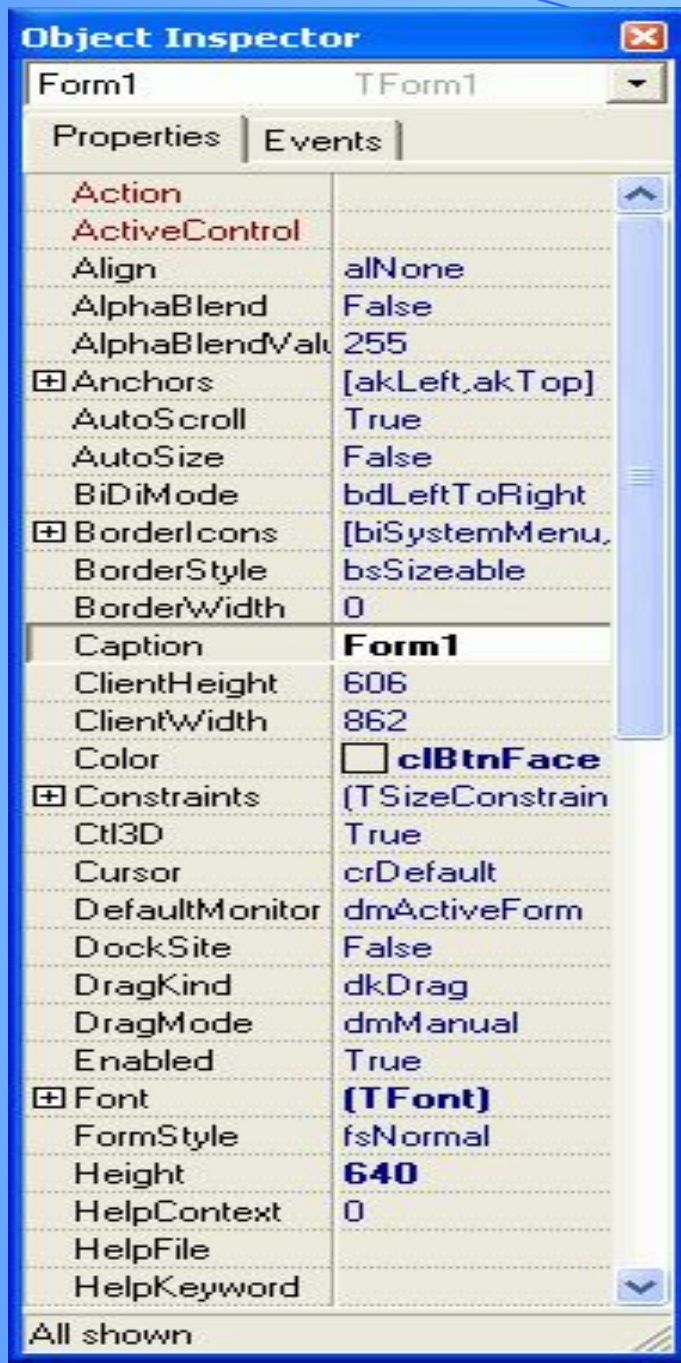 Object Inspector
Form1 TForm1
Properties Events
Action
ActiveControl
Align alNone
AlphaBlend False
AlphaBlendValu 255
Anchors [akLeft,akTop]
AutoScroll True
AutoSize False
BiDiMode bdLeftToRight
BorderIcons [biSystemMenu,
BorderStyle bsSizeable
BorderWidth 0
Caption Form1
ClientHeight 606
ClientWidth 862
Color clBtnFace
Constraints (TSizeConstrain
Ctl3D True
Cursor crDefault
DefaultMonitor dmActiveForm
DockSite False
DragKind dkDrag
DragMode dmManual
Enabled True
Font (TFont)
FormStyle fsNormal
Height 640
HelpContext 0
HelpFile
HelpKeyword
All shown